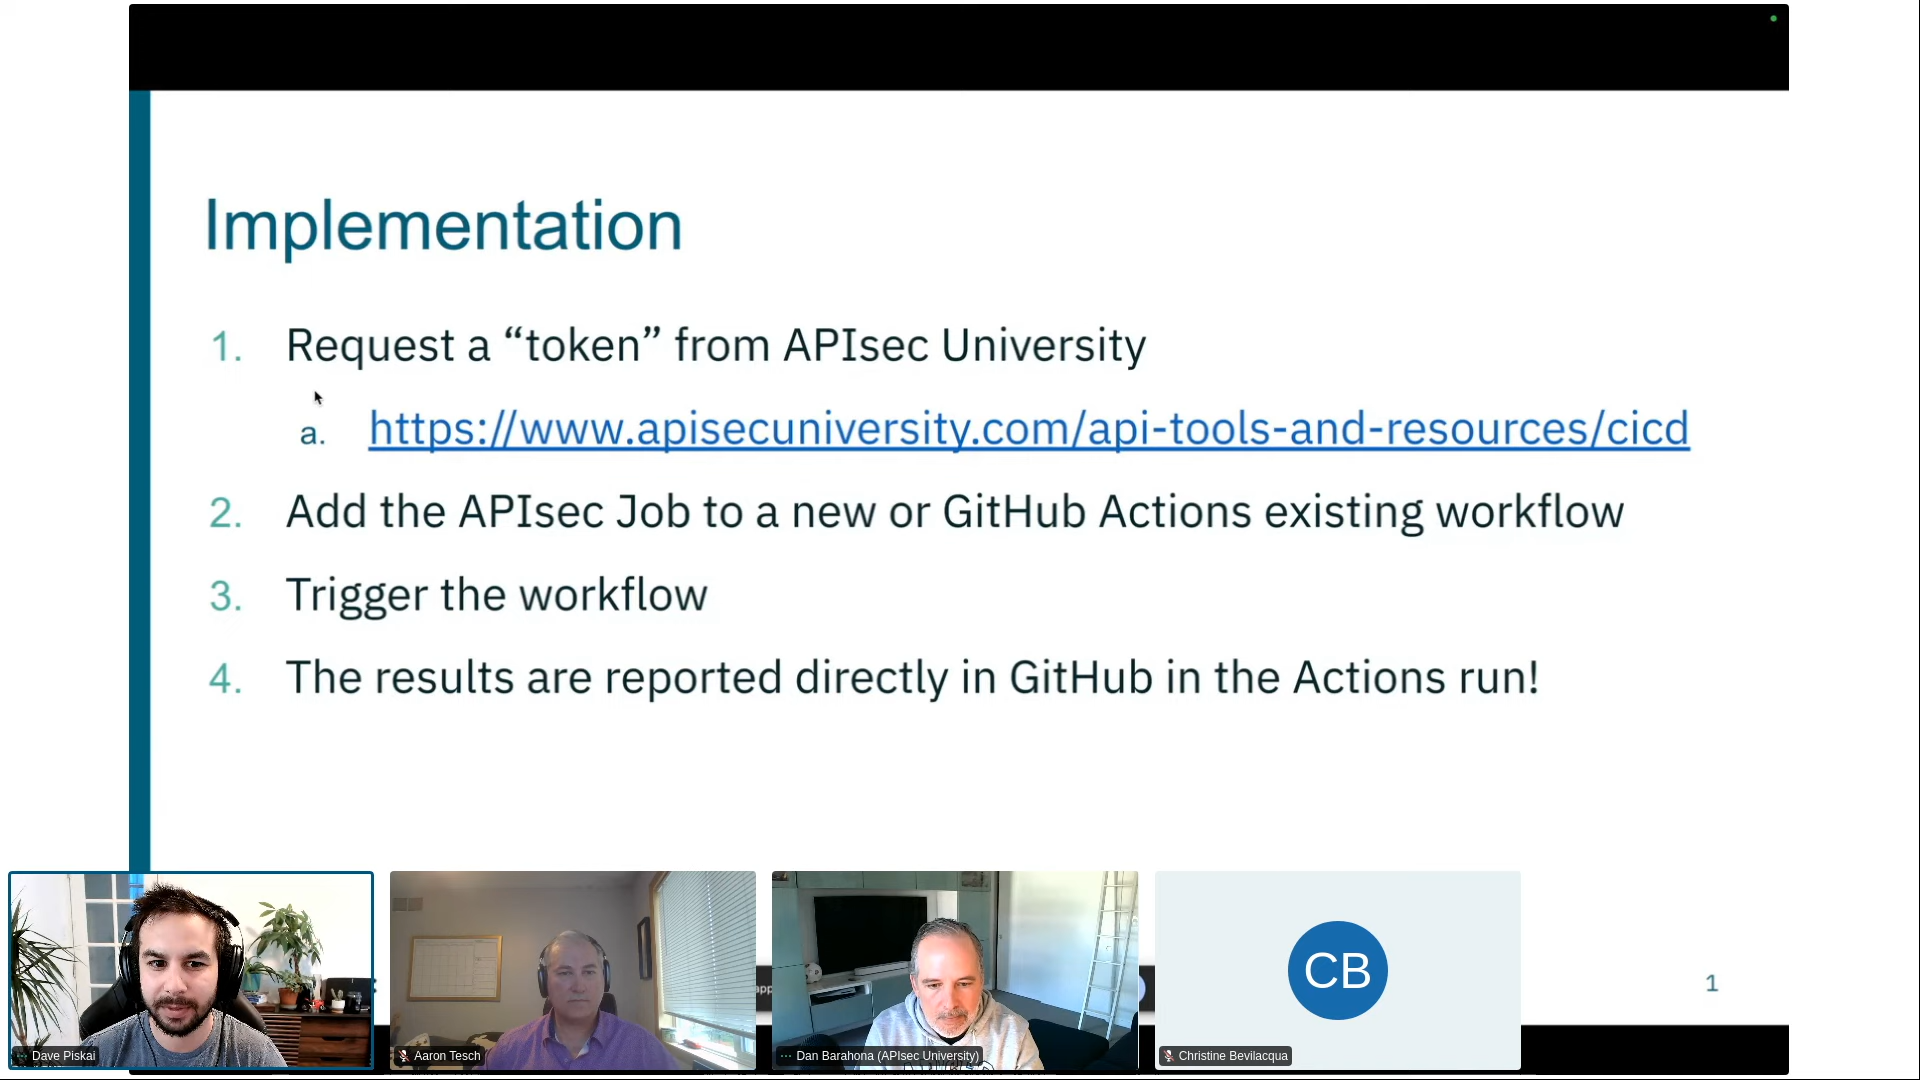 Implementation
1. Request a “token” from APIsec University
a. https://www.apisecuniversity.com/api-tools-and-resources/cicd
2. Add the APIsec Job to a new or GitHub Actions existing workflow
3. Trigger the workflow
4. The results are reported directly in GitHub in the Actions run!
CB
1
Dave Piskai
Aaron Tesch
Dan Barahona (APIsec University)
Christine Bevilacqua